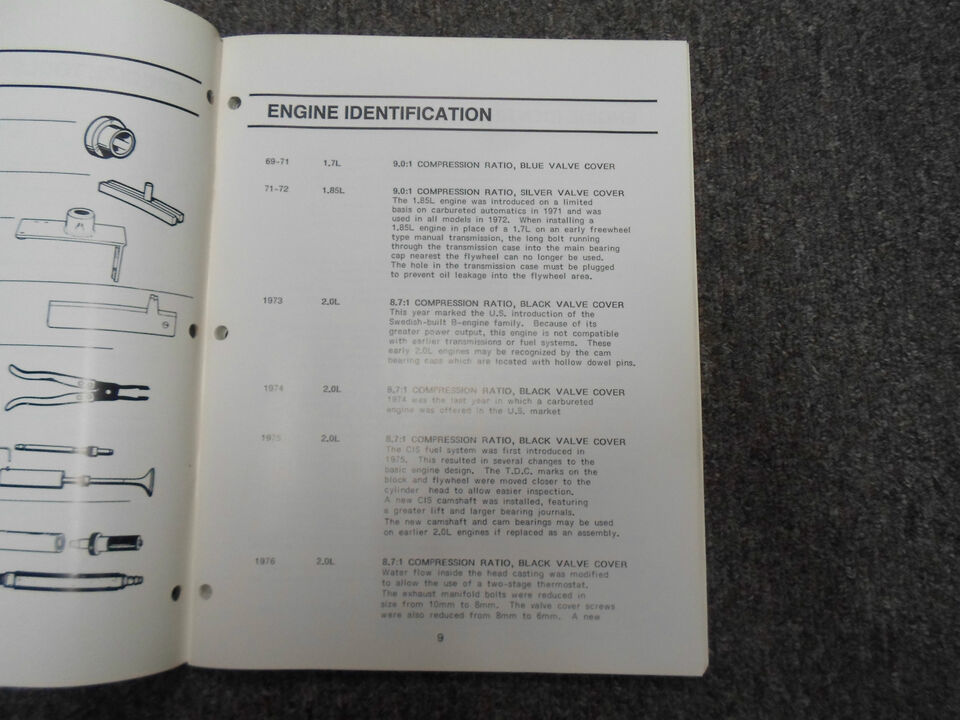 ENGINE IDENTIFICATION
69-71 1.7L 9.0:1 COMPRESSION RATIO, BLUE VALVE COVER
71-72 1.85L 9.0:1 COMPRESSION RATIO, SILVER VALVE COVER
The 1.85L engine was introduced on a limited
basis on carbureted automatics in 1971 and was
used in all models in 1972. When installing a
1.85L engine in place of a 1.7L on an early freewheel
type manual transmission, the long bolt running
through the transmission case into the main bearing
cap nearest the flywheel can no longer be used.
The hole in the transmission case must be plugged
to prevent oil leakage into the flywheel area.
1973 2.0L 8.7:1 COMPRESSION RATIO, BLACK VALVE COVER
This year marked the U.S. introduction of the
Swedish-built B-engine family. Because of its
greater power output, this engine is not compatible
with earlier transmissions or fuel systems. These
early 2.0L engines may be recognized by the cam
bearing caps which are located with hollow dowel pins.
1974 2.0L 8.7:1 COMPRESSION RATIO, BLACK VALVE COVER
1974 was the last year in which a carbureted
engine was offered in the U.S. market
1975 2.0L 8.7:1 COMPRESSION RATIO, BLACK VALVE COVER
The CIS fuel system was first introduced in
1975. This resulted in several changes to the
basic engine design. The T.D.C. marks on the
block and flywheel were moved closer to the
cylinder head to allow easier inspection.
A new CIS camshaft was installed, featuring
a greater lift and larger bearing journals.
The new camshaft and cam bearings may be used
on earlier 2.0L engines if replaced as an assembly.
1976 2.0L 8.7:1 COMPRESSION RATIO, BLACK VALVE COVER
Water flow inside the head casting was modified
to allow the use of a two-stage thermostat.
The exhaust manifold bolts were reduced in
size from 10mm to 8mm. The valve cover screws
were also reduced from 8mm to 6mm. A new
9